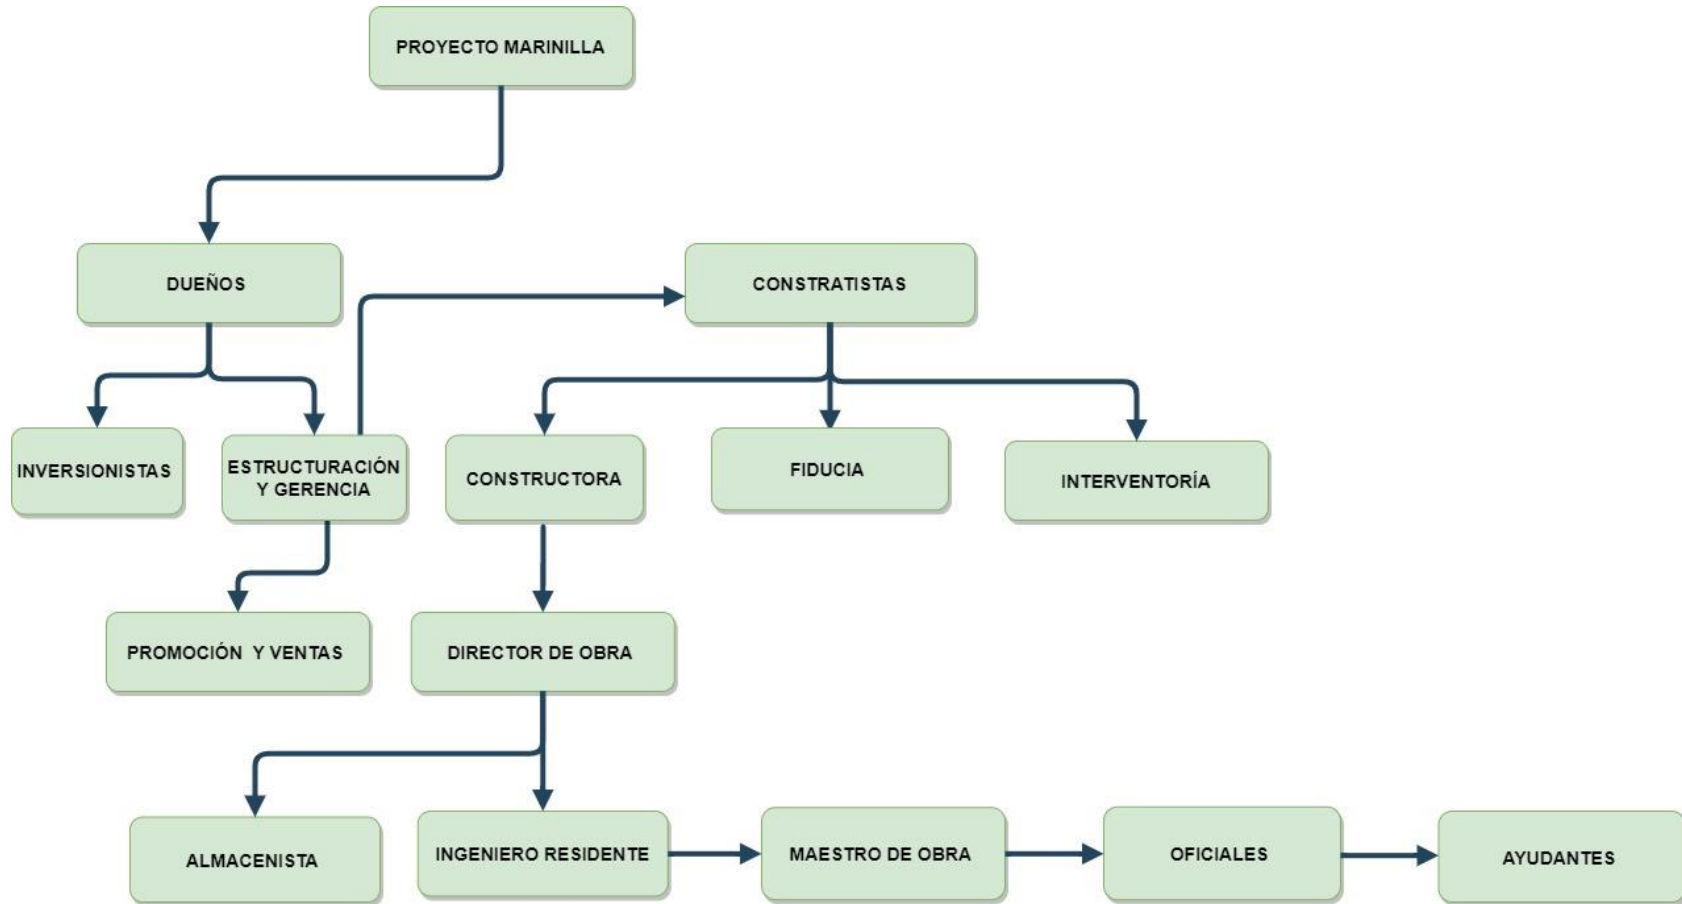 PROYECTO MARINILLA
DUEÑOS
CONSTRATISTAS
INVERSIONISTAS
ESTRUCTURACIÓN
Y GERENCIA
CONSTRUCTORA
FIDUCIA
INTERVENTORÍA
PROMOCIÓN Y VENTAS
DIRECTOR DE OBRA
ALMACENISTA
INGENIERO RESIDENTE
MAESTRO DE OBRA
OFICIALES
AYUDANTES